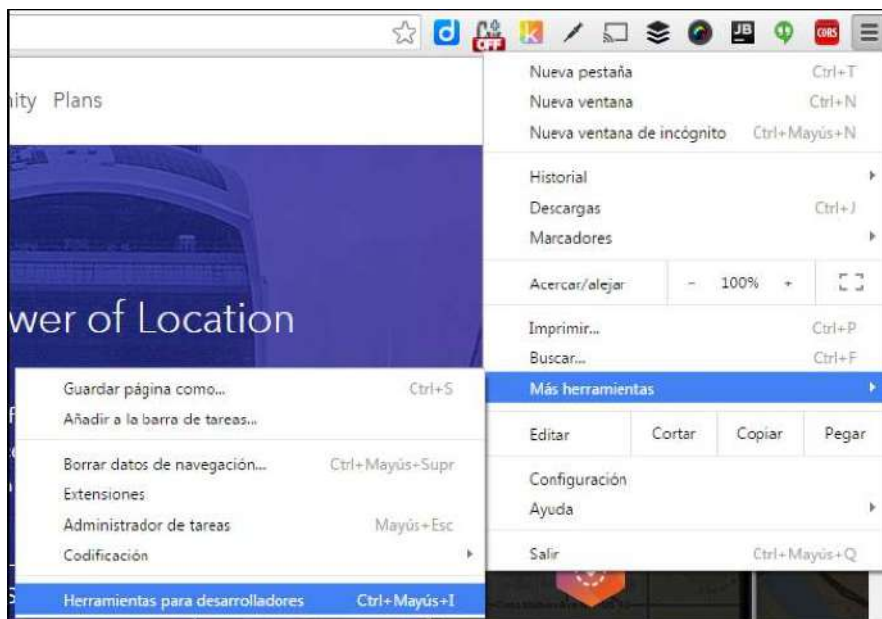 d OFF K JB CORS
Nueva pestaña Ctrl+T
Nueva ventana Ctrl+N
Nueva ventana de incógnito Ctrl+Mayús+N
Historial
Descargas Ctrl+J
Marcadores
Acercar/alejar - 100% +
Imprimir... Ctrl+P
Buscar... Ctrl+F
Más herramientas
Editar Cortar Copiar Pegar
Configuración
Ayuda
Salir Ctrl+Mayús+Q
ity Plans
wer of Location
Guardar página como... Ctrl+S
Añadir a la barra de tareas...
Borrar datos de navegación... Ctrl+Mayús+Supr
Extensiones
Administrador de tareas Mayús+Esc
Codificación
Herramientas para desarrolladores Ctrl+Mayús+I